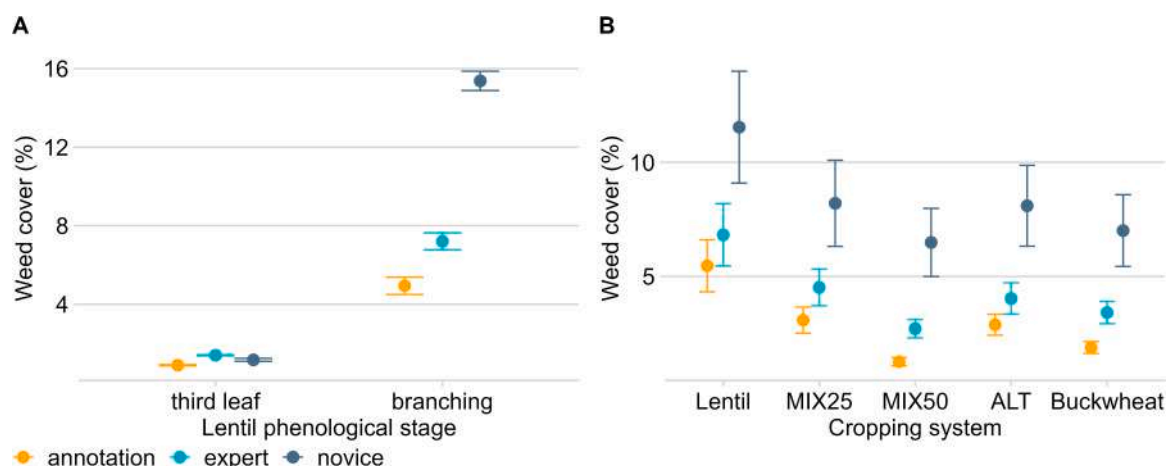 A
Weed cover (%)
16
12
8
4
third leaf
branching
Lentil phenological stage
B
Weed cover (%)
10
5
Lentil
MIX25
MIX50
ALT
Buckwheat
Cropping system
annotation
expert
novice